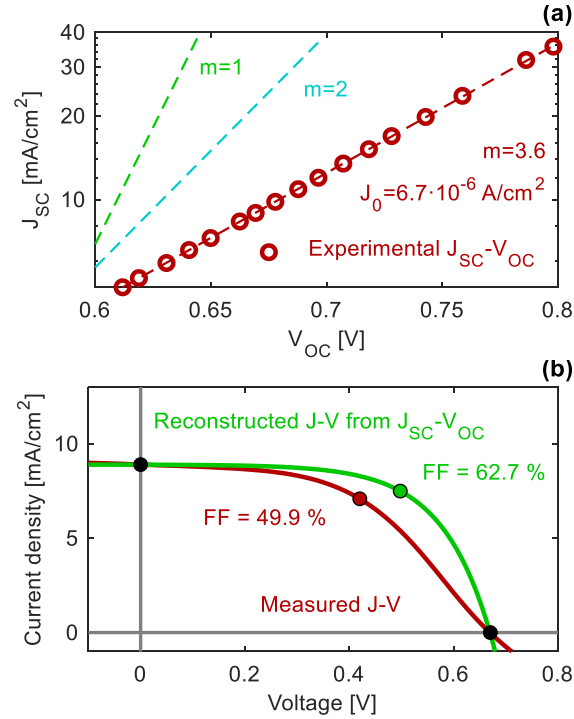 (a)
40
30
20
10
J_SC [mA/cm^2]
m=1
m=2
m=3.6
J_0=6.7·10^-6 A/cm^2
Experimental J_SC-V_OC
0.6 0.65 0.7 0.75 0.8
V_OC [V]
(b)
10
5
0
Current density [mA/cm^2]
Reconstructed J-V from J_SC-V_OC
FF = 62.7 %
FF = 49.9 %
Measured J-V
0 0.2 0.4 0.6 0.8
Voltage [V]